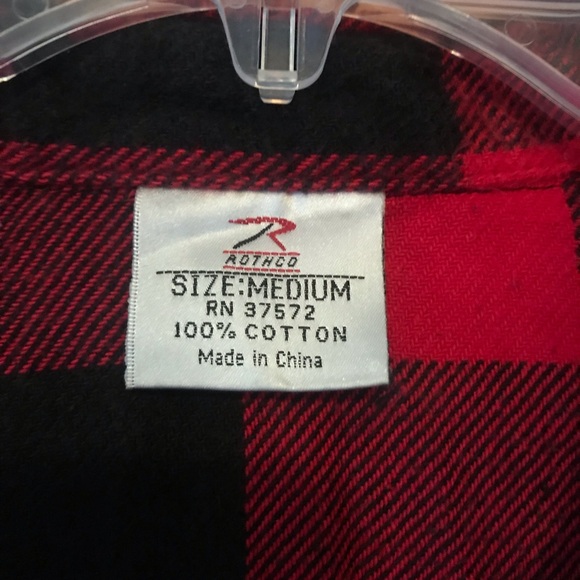 ROTHCO
SIZE:MEDIUM
RN 37572
100% COTTON
Made in China